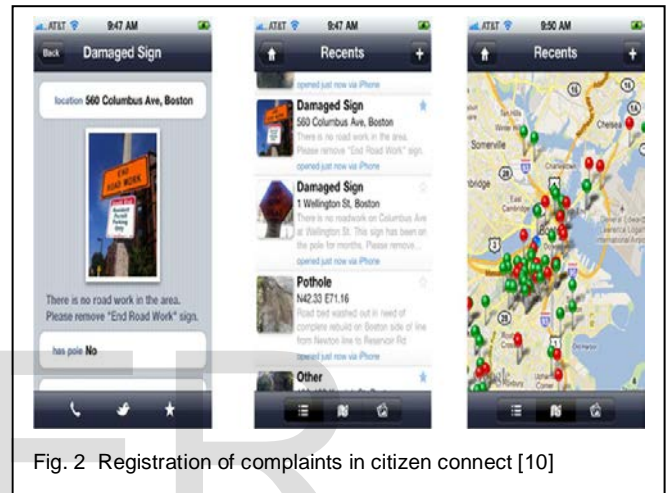 AT&T 9:47 AM
Back Damaged Sign
location 560 Columbus Ave, Boston
END
ROAD WORK
There is no road work in the area.
Please remove "End Road Work" sign.
has pole No
AT&T 9:47 AM
Recents +
opened just now via iPhone
Damaged Sign
560 Columbus Ave, Boston
There is no road work in the area.
Please remove "End Road Work" sign.
opened just now via iPhone
Damaged Sign
1 Wellington St, Boston
There is no roadwork on Columbus Ave
at Wellington St. This sign has been on
the pole for months. Please remove...
opened just now via iPhone
Pothole
N42.33 E71.16
Road bed washed out in need of
complete rebuild on Boston side of line
from Newton line to Reservoir Rd
opened just now via iPhone
Other
AT&T 9:50 AM
Recents +
Somerville
Chelsea
Charlestown
East
Cambridge
Roxbury
Fig. 2 Registration of complaints in citizen connect [10]
ER